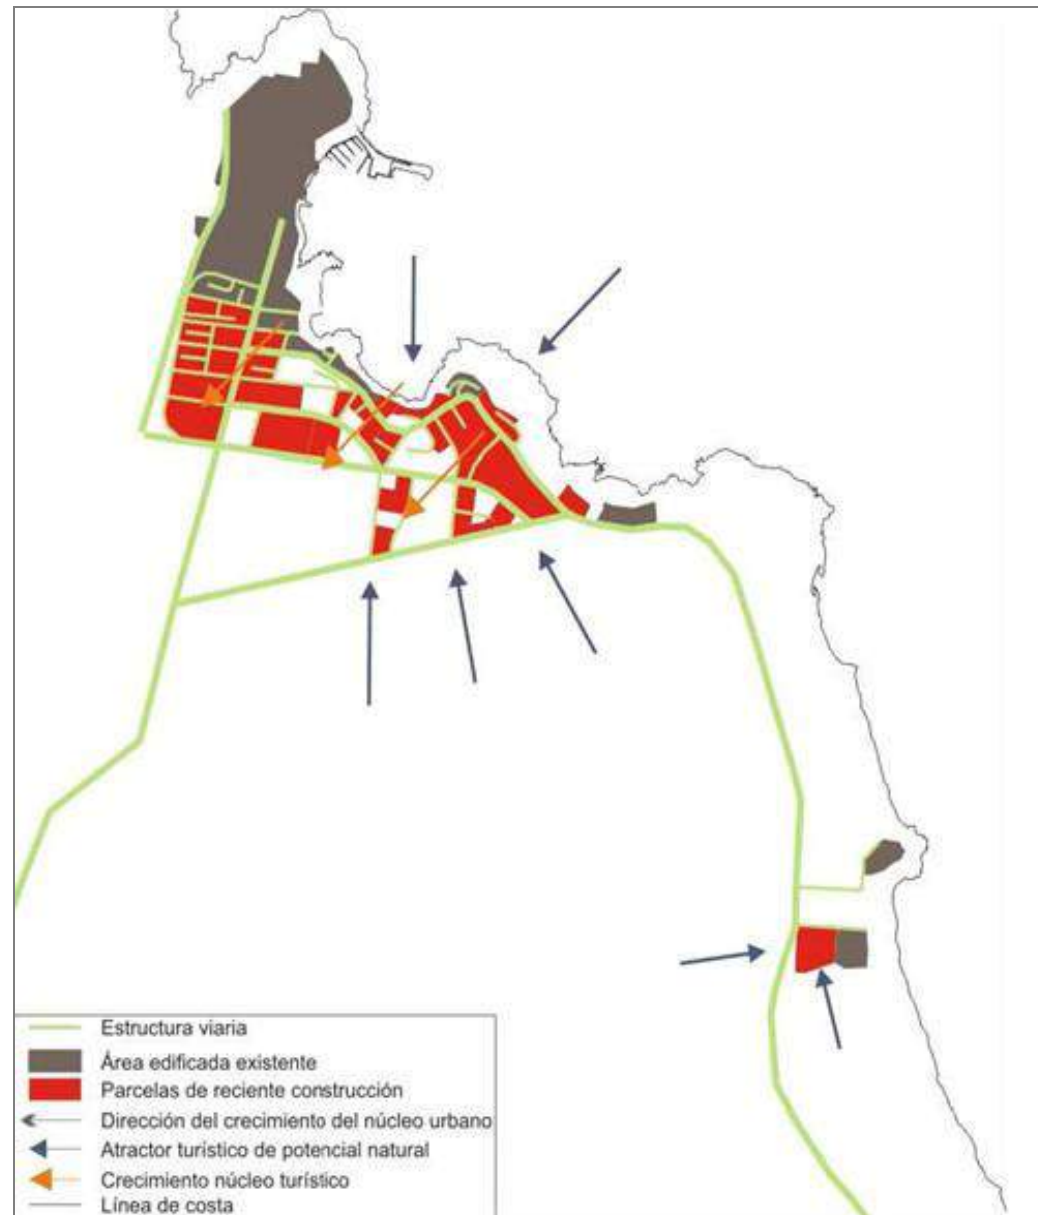 Estructura viaria
Área edificada existente
Parcelas de reciente construcción
Dirección del crecimiento del núcleo urbano
Atractor turístico de potencial natural
Crecimiento núcleo turístico
Línea de costa